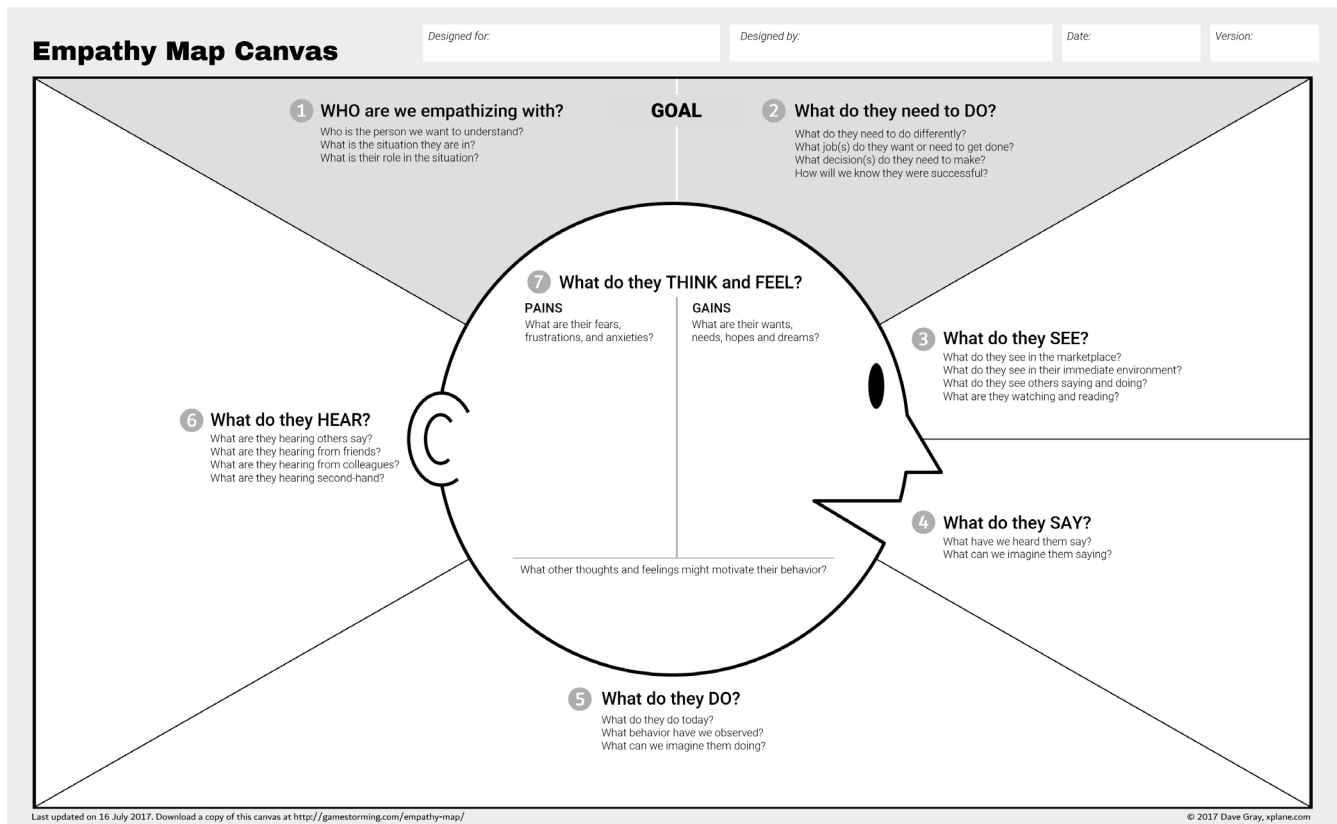 Empathy Map Canvas
Designed for:
Designed by:
Date:
Version:
1 WHO are we empathizing with?
Who is the person we want to understand?
What is the situation they are in?
What is their role in the situation?
GOAL
2 What do they need to DO?
What do they need to do differently?
What job(s) do they want or need to get done?
What decision(s) do they need to make?
How will we know they were successful?
7 What do they THINK and FEEL?
PAINS
What are their fears,
frustrations, and anxieties?
GAINS
What are their wants,
needs, hopes and dreams?
What other thoughts and feelings might motivate their behavior?
3 What do they SEE?
What do they see in the marketplace?
What do they see in their immediate environment?
What do they see others saying and doing?
What are they watching and reading?
4 What do they SAY?
What have we heard them say?
What can we imagine them saying?
5 What do they DO?
What do they do today?
What behavior have we observed?
What can we imagine them doing?
6 What do they HEAR?
What are they hearing others say?
What are they hearing from friends?
What are they hearing from colleagues?
What are they hearing second-hand?
Last updated on 16 July 2017. Download a copy of this canvas at http://gamestorming.com/empathy-map/
© 2017 Dave Gray, xplane.com